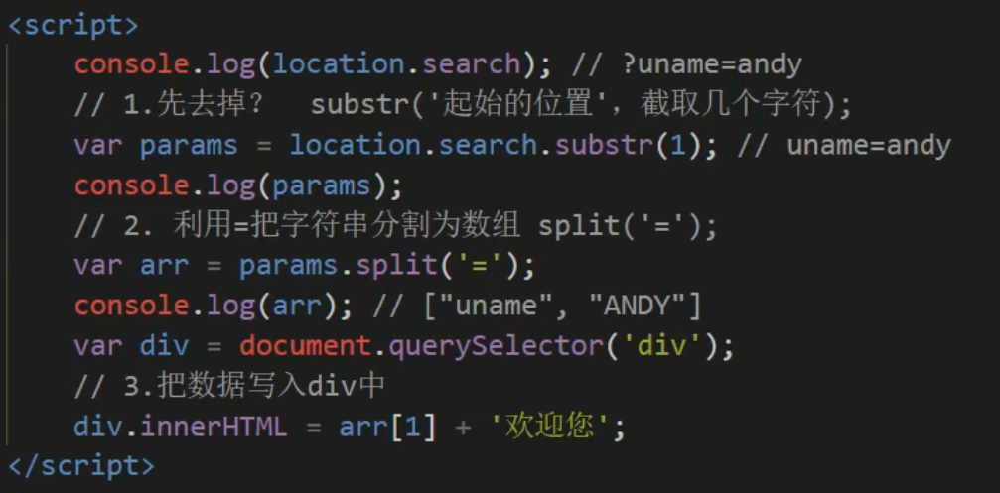 <script>
console.log(location.search); // ?uname=andy
// 1.先去掉？ substr('起始的位置'，截取几个字符);
var params = location.search.substr(1); // uname=andy
console.log(params);
// 2. 利用=把字符串分割为数组 split('=');
var arr = params.split('=');
console.log(arr); // ["uname", "ANDY"]
var div = document.querySelector('div');
// 3.把数据写入div中
div.innerHTML = arr[1] + '欢迎您';
</script>